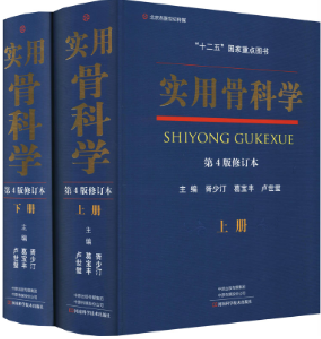 实用骨科学
第4版修订本
下册
主编
胥少汀
葛宝丰
卢世璧
实用骨科学
第4版修订本
上册
主编
胥少汀
葛宝丰
卢世璧
"十二五"国家重点图书
实用骨科学
SHIYONG GUKEXUE
第4版修订本
主编 胥少汀 葛宝丰 卢世璧
上册